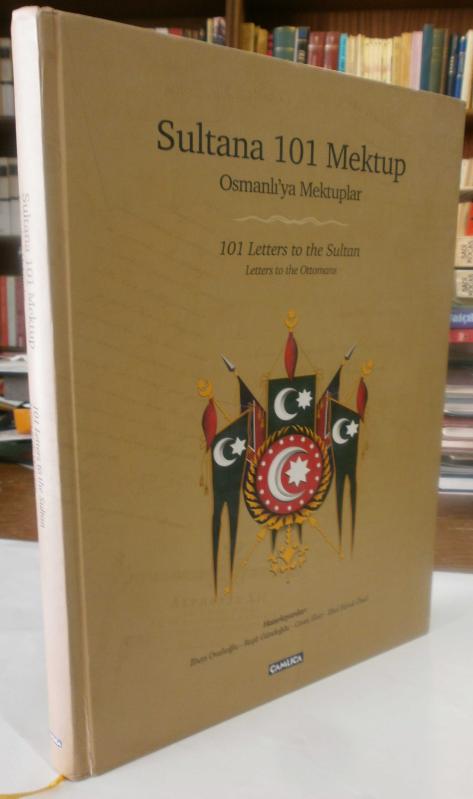 Sultana 101 Mektup
Osmanlı'ya Mektuplar
101 Letters to the Sultan
Letters to the Ottomans
Hazırlayanlar:
ÇAMLICA
Sultana 101 Mektup
101 Letters to the Sultan